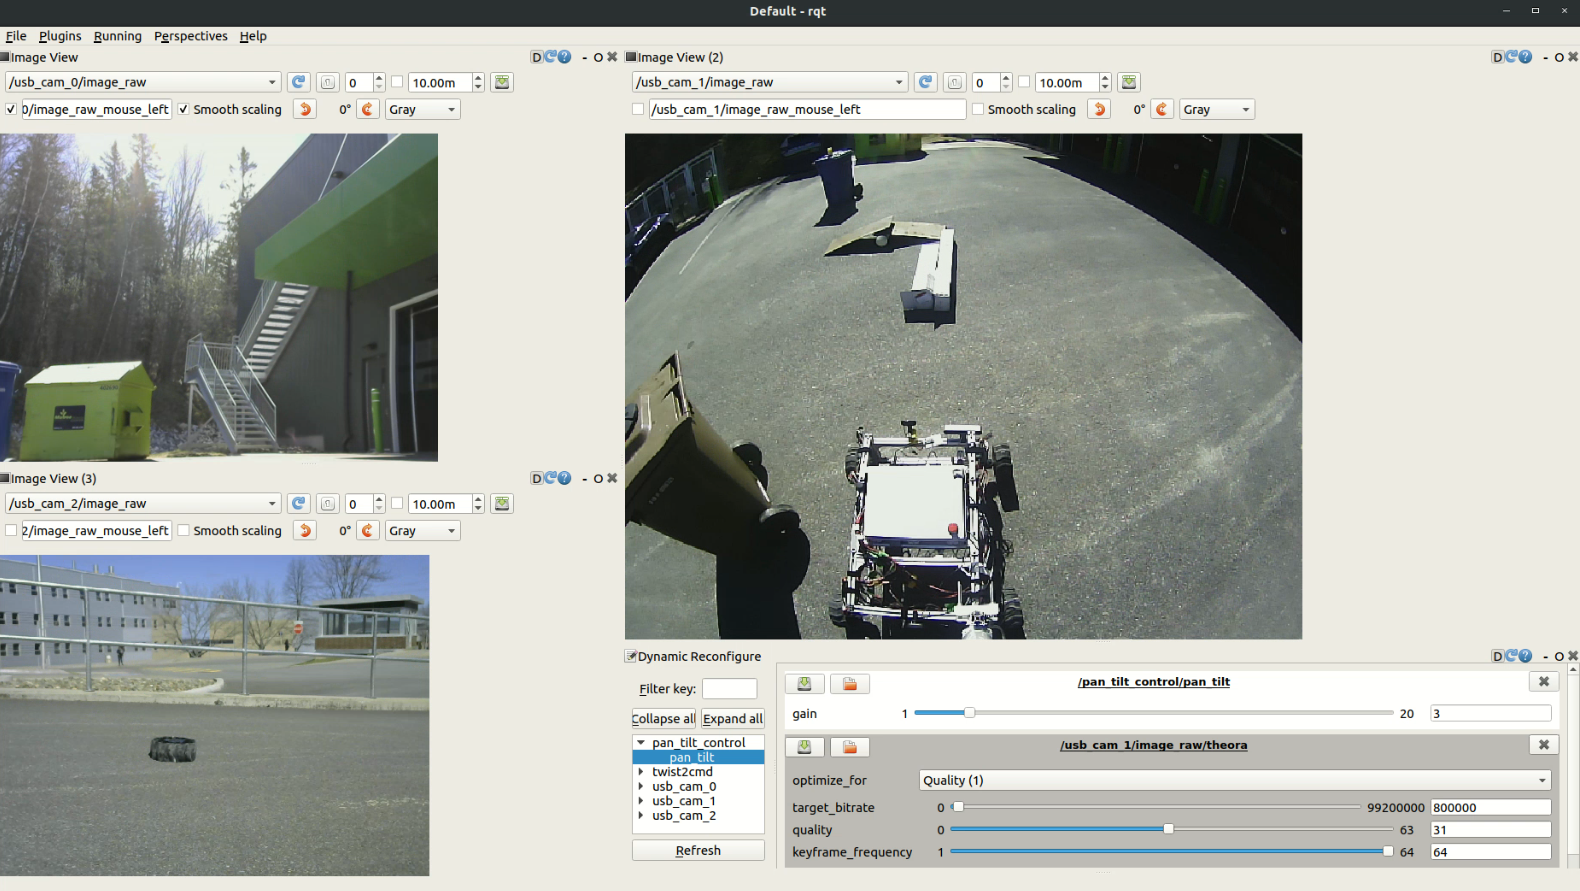 Default - rqt
File Plugins Running Perspectives Help
Image View
D
- O
/usb_cam_0/image_raw
0
10.00m
0/image_raw_mouse_left
Smooth scaling
0°
Gray
Image View (2)
D
- O
/usb_cam_1/image_raw
0
10.00m
/usb_cam_1/image_raw_mouse_left
Smooth scaling
0°
Gray
Image View (3)
D
- O
/usb_cam_2/image_raw
0
10.00m
2/image_raw_mouse_left
Smooth scaling
0°
Gray
Dynamic Reconfigure
D
- O
Filter key:
Collapse all Expand all
pan_tilt_control
pan_tilt
twist2cmd
usb_cam_0
usb_cam_1
usb_cam_2
Refresh
/pan_tilt_control/pan_tilt
gain 1 20 3
/usb_cam_1/image_raw/theora
optimize_for Quality (1)
target_bitrate 0 99200000 800000
quality 0 63 31
keyframe_frequency 1 64 64